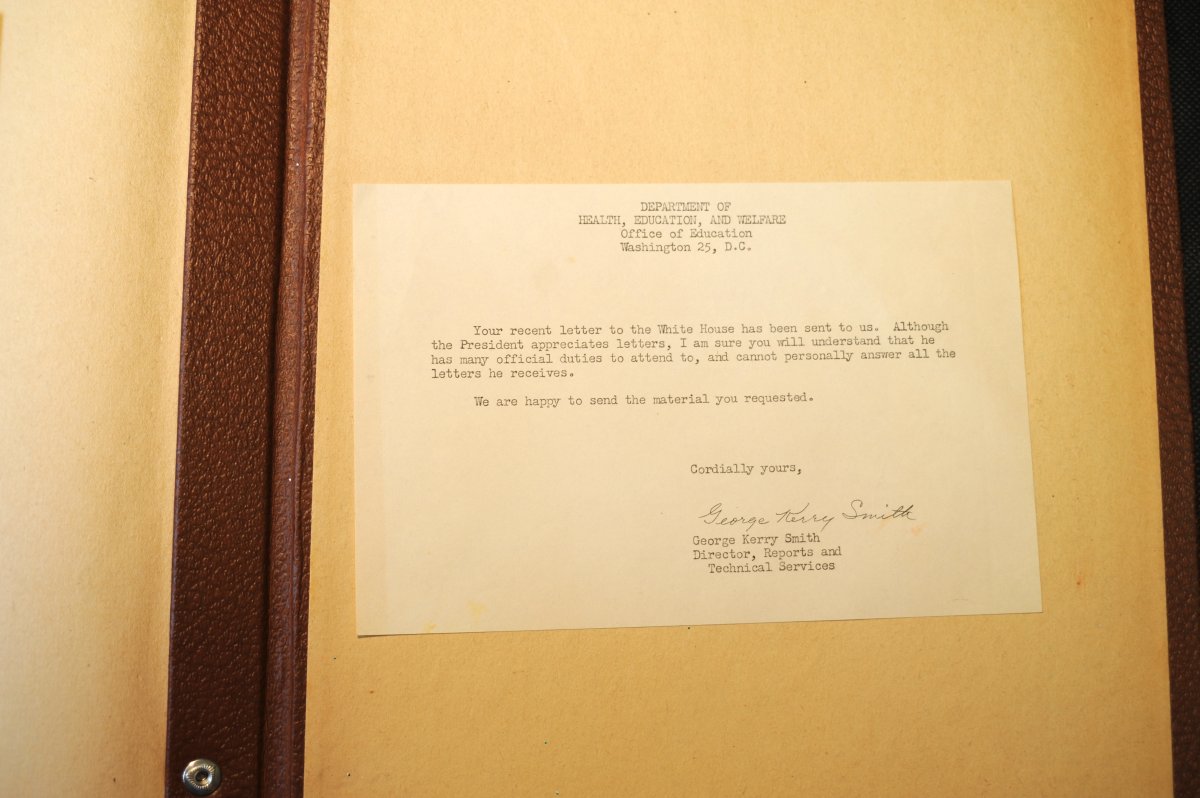 DEPARTMENT OF
HEALTH, EDUCATION, AND WELFARE
Office of Education
Washington 25, D.C.
Your recent letter to the White House has been sent to us. Although
the President appreciates letters, I am sure you will understand that he
has many official duties to attend to, and cannot personally answer all the
letters he receives.
We are happy to send the material you requested.
Cordially yours,
George Kerry Smith
George Kerry Smith
Director, Reports and
Technical Services